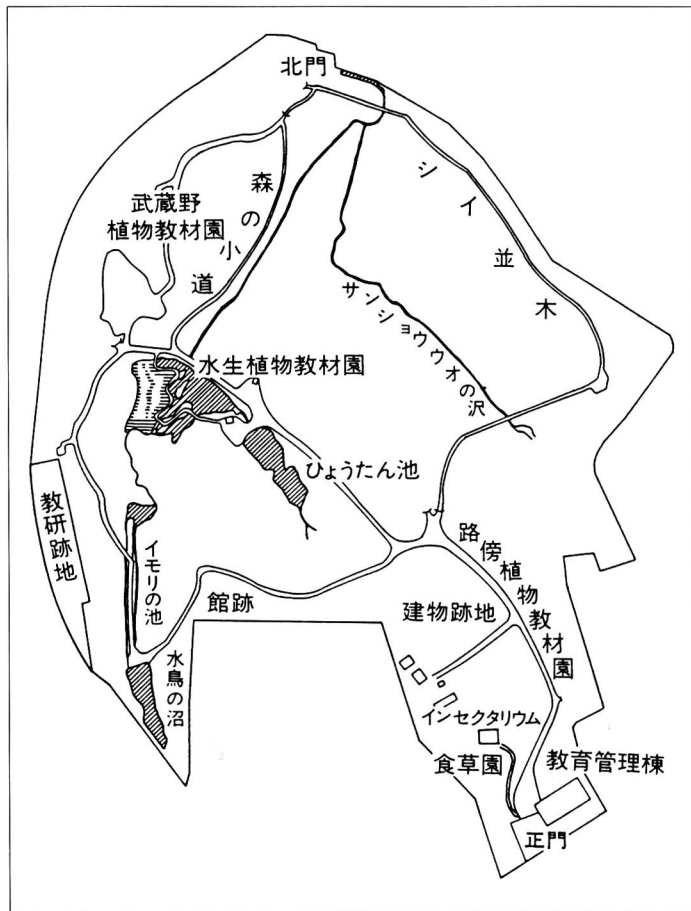 北門
シイ並木
森の小道
武蔵野
植物教材園
サンショウウオの沢
水生植物教材園
ひょうたん池
教研跡地
イモリの池
路傍植物教材園
館跡
建物跡地
水鳥の沼
インセクタリウム
食草園
教育管理棟
正門